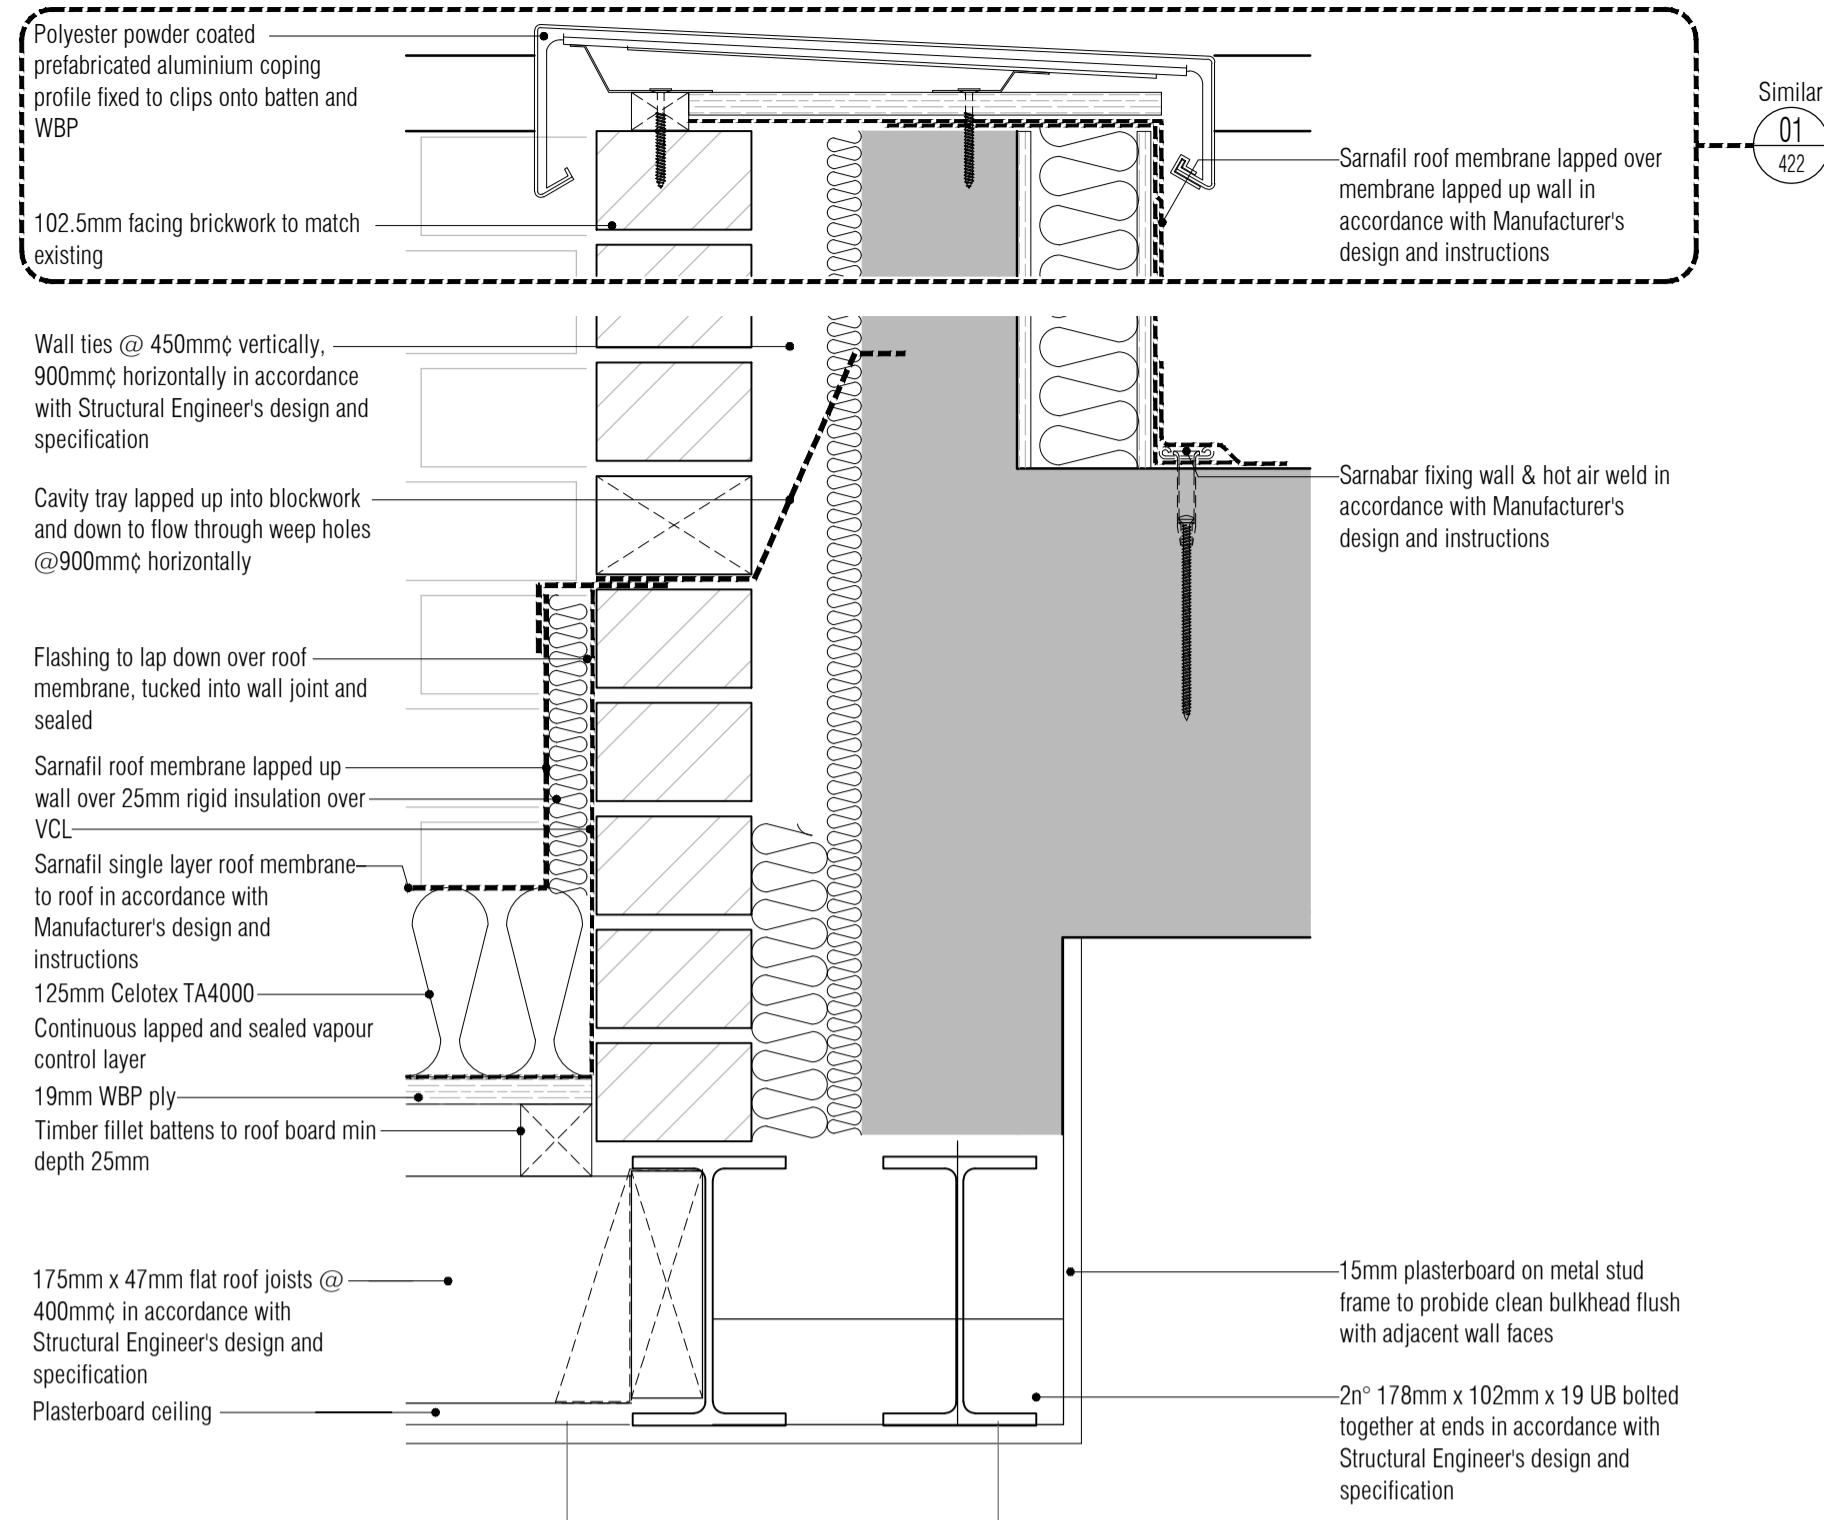 Polyester powder coated
prefabricated aluminium coping
profile fixed to clips onto batten and
WBP
102.5mm facing brickwork to match
existing
Similar
01
422
Sarnafil roof membrane lapped over
membrane lapped up wall in
accordance with Manufacturer's
design and instructions
Wall ties @ 450mm¢ vertically,
900mm¢ horizontally in accordance
with Structural Engineer's design and
specification
Cavity tray lapped up into blockwork
and down to flow through weep holes
@900mm¢ horizontally
Sarnabar fixing wall & hot air weld in
accordance with Manufacturer's
design and instructions
Flashing to lap down over roof
membrane, tucked into wall joint and
sealed
Sarnafil roof membrane lapped up
wall over 25mm rigid insulation over
VCL
Sarnafil single layer roof membrane
to roof in accordance with
Manufacturer's design and
instructions
125mm Celotex TA4000
Continuous lapped and sealed vapour
control layer
19mm WBP ply
Timber fillet battens to roof board min
depth 25mm
175mm x 47mm flat roof joists @
400mm¢ in accordance with
Structural Engineer's design and
specification
Plasterboard ceiling
15mm plasterboard on metal stud
frame to probide clean bulkhead flush
with adjacent wall faces
2n° 178mm x 102mm x 19 UB bolted
together at ends in accordance with
Structural Engineer's design and
specification